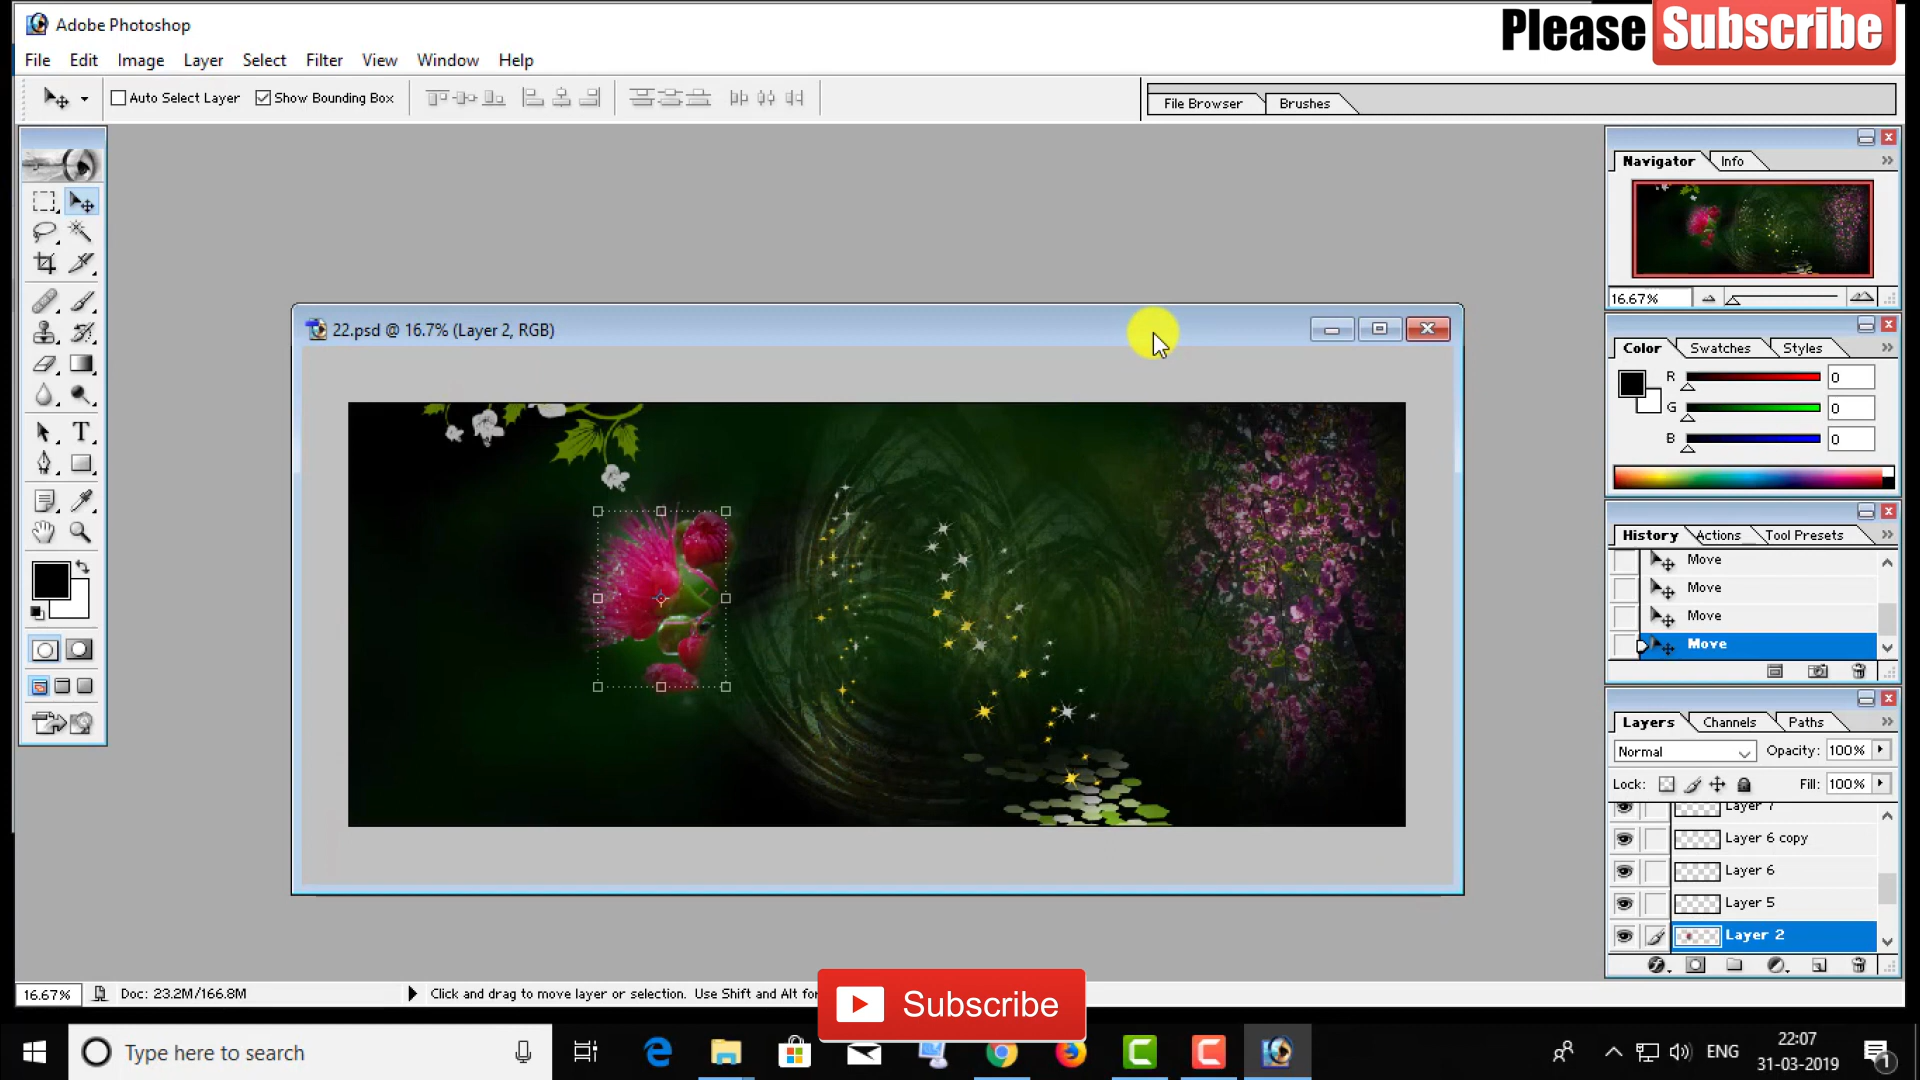 Adobe Photoshop
Please Subscribe
File Edit Image Layer Select Filter View Window Help
Auto Select Layer Show Bounding Box
File Browser Brushes
Navigator Info
16.67%
22.psd @ 16.7% (Layer 2, RGB)
Color Swatches Styles
R 0
G 0
B 0
History Actions Tool Presets
Move
Move
Move
Move
Layers Channels Paths
Normal Opacity: 100%
Lock: Fill: 100%
Layer 7
Layer 6 copy
Layer 6
Layer 5
Layer 2
16.67% Doc: 23.2M/166.8M Click and drag to move layer or selection. Use Shift and Alt for
Subscribe
Type here to search
ENG
22:07
31-03-2019
1